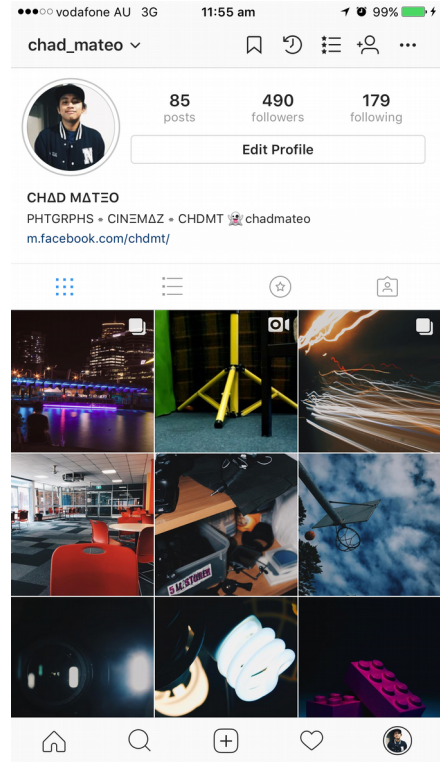 vodafone AU 3G 11:55 am 99%
chad_mateo
85 490 179
posts followers following
Edit Profile
CHΔD MΔTΞO
PHTGRPHS • CINΞMΔZ • CHDMT 👻 chadmateo
m.facebook.com/chdmt/
N
S M. STOREN